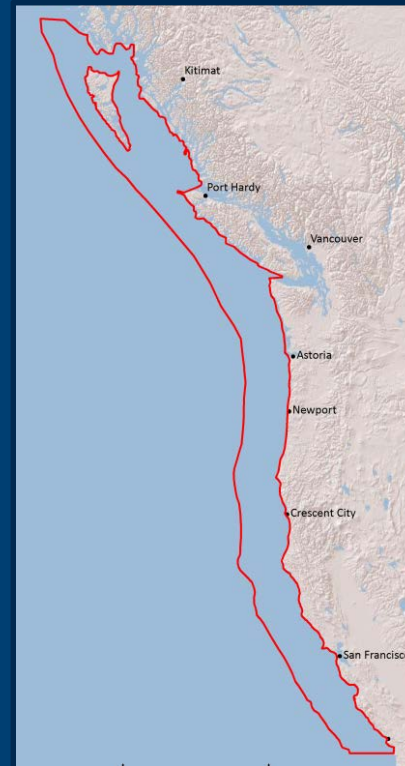 Kitimat
Port Hardy
Vancouver
Astoria
Newport
Crescent City
San Francisco